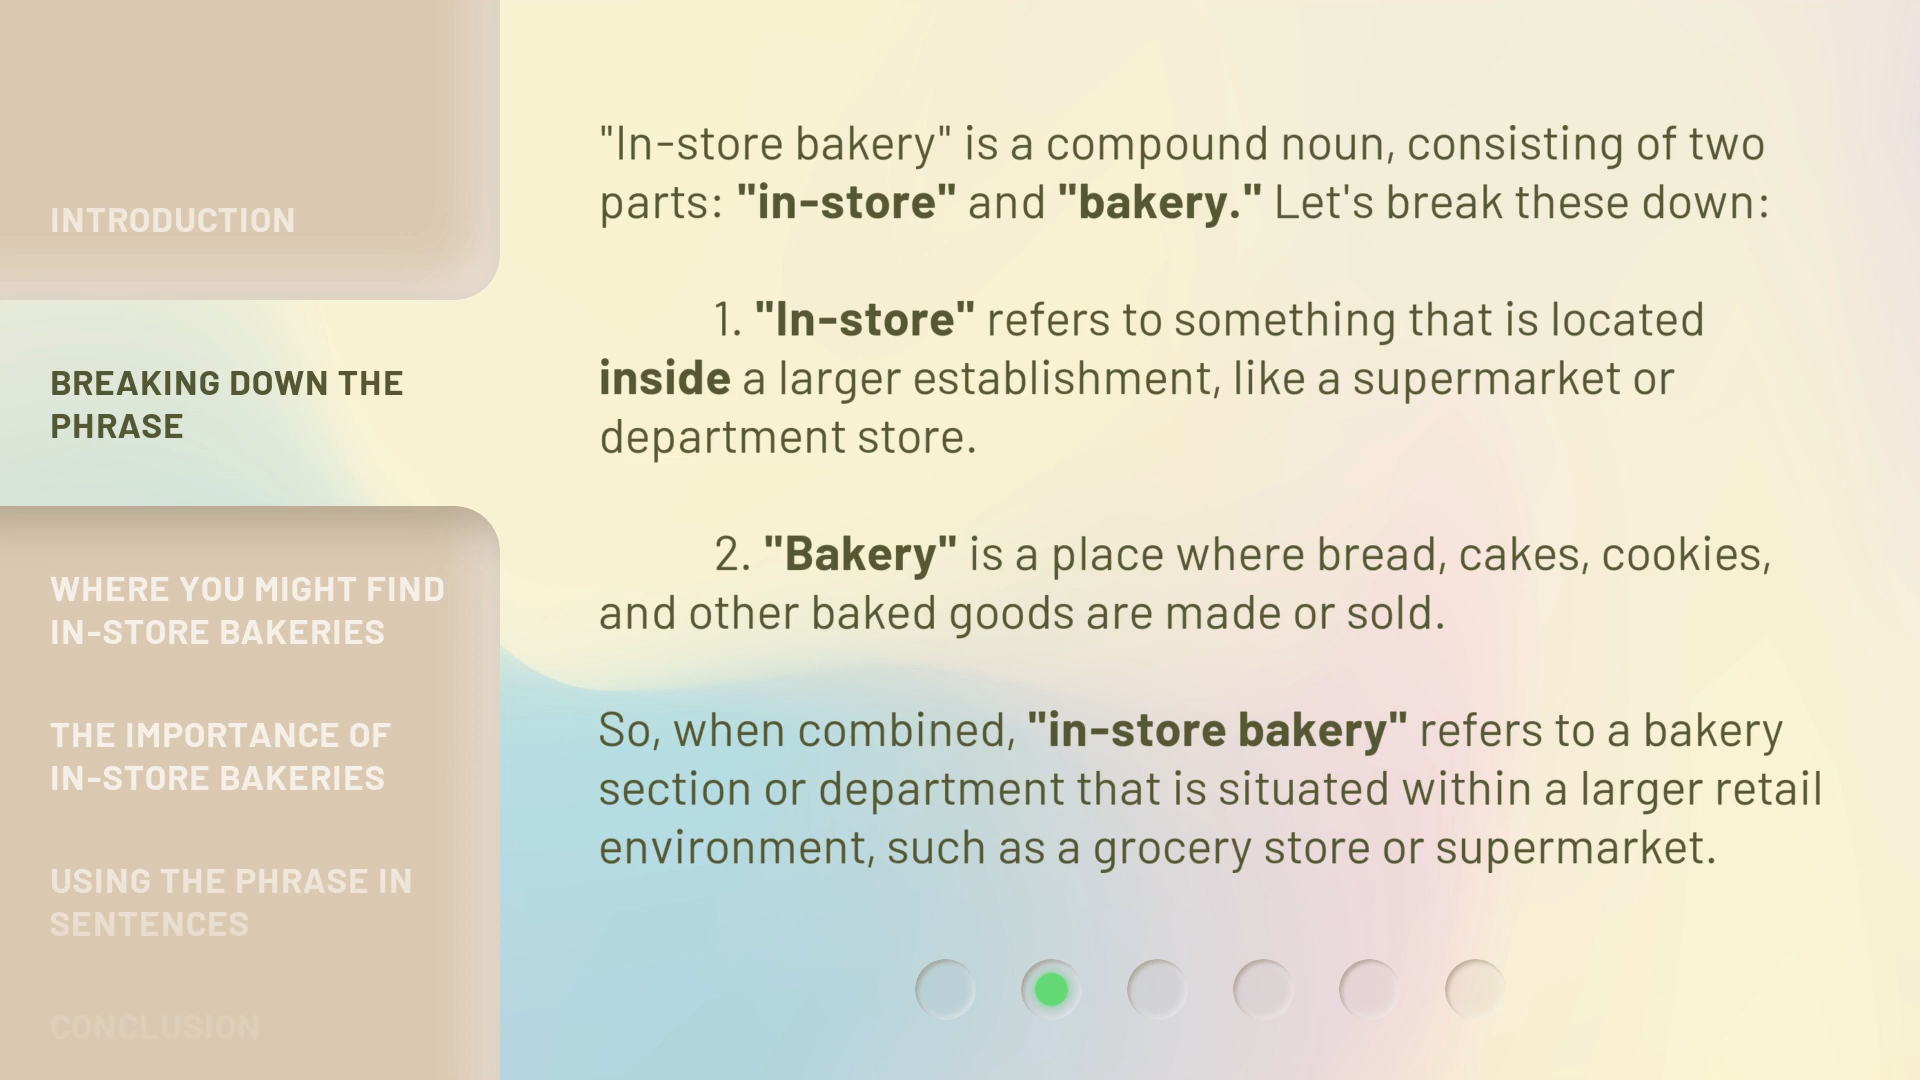 INTRODUCTION
BREAKING DOWN THE
PHRASE
WHERE YOU MIGHT FIND
IN-STORE BAKERIES
THE IMPORTANCE OF
IN-STORE BAKERIES
USING THE PHRASE IN
SENTENCES
CONCLUSION
"In-store bakery" is a compound noun, consisting of two
parts: "in-store" and "bakery." Let's break these down:
1. "In-store" refers to something that is located
inside a larger establishment, like a supermarket or
department store.
2. "Bakery" is a place where bread, cakes, cookies,
and other baked goods are made or sold.
So, when combined, "in-store bakery" refers to a bakery
section or department that is situated within a larger retail
environment, such as a grocery store or supermarket.